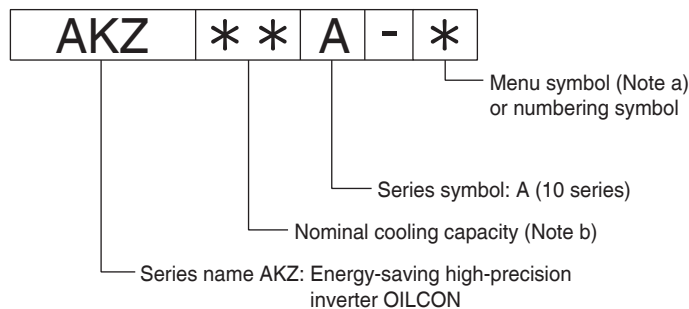 AKZ ** A - *
Menu symbol (Note a)
or numbering symbol
Series symbol: A (10 series)
Nominal cooling capacity (Note b)
Series name AKZ: Energy-saving high-precision
inverter OILCON